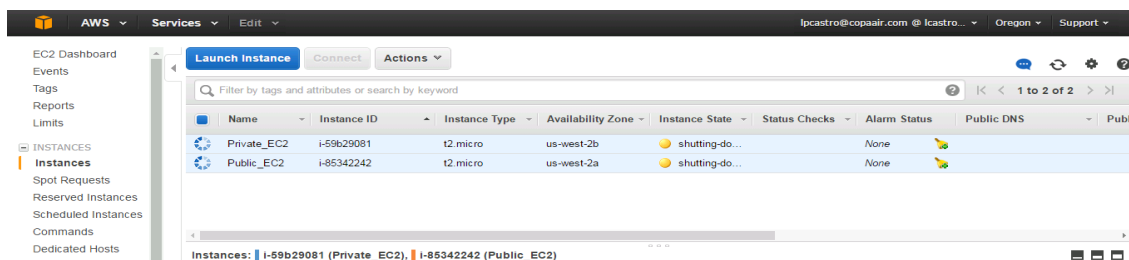 AWS Services Edit lpcastro@copaair.com @ lcastro... Oregon Support
EC2 Dashboard
Events
Tags
Reports
Limits
INSTANCES
Instances
Spot Requests
Reserved Instances
Scheduled Instances
Commands
Dedicated Hosts
Launch Instance Connect Actions
Filter by tags and attributes or search by keyword 1 to 2 of 2
Name Instance ID Instance Type Availability Zone Instance State Status Checks Alarm Status Public DNS Publ
Private_EC2 i-59b29081 t2.micro us-west-2b shutting-do... None
Public_EC2 i-85342242 t2.micro us-west-2a shutting-do... None
Instances: i-59b29081 (Private_EC2), i-85342242 (Public_EC2)